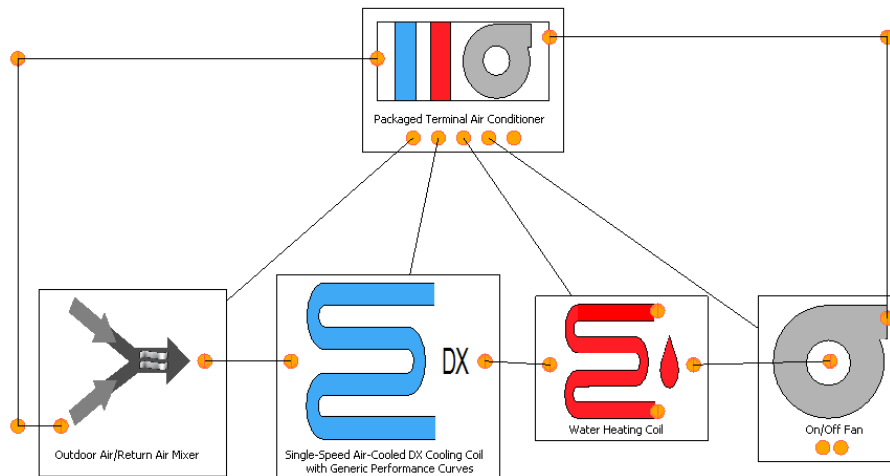 Packaged Terminal Air Conditioner
DX
Outdoor Air/Return Air Mixer
Single-Speed Air-Cooled DX Cooling Coil
with Generic Performance Curves
Water Heating Coil
On/Off Fan